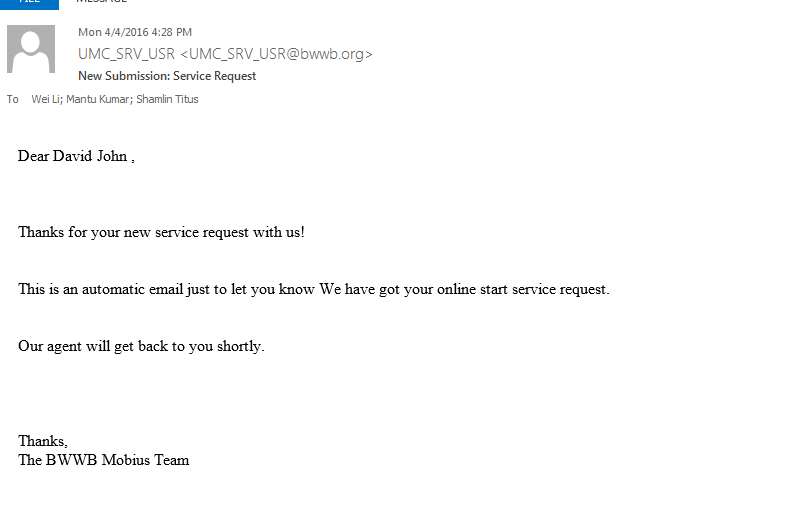 FILE MESSAGE
Mon 4/4/2016 4:28 PM
UMC_SRV_USR <UMC_SRV_USR@bwwb.org>
New Submission: Service Request
To Wei Li; Mantu Kumar; Shamlin Titus
Dear David John ,
Thanks for your new service request with us!
This is an automatic email just to let you know We have got your online start service request.
Our agent will get back to you shortly.
Thanks,
The BWWB Mobius Team